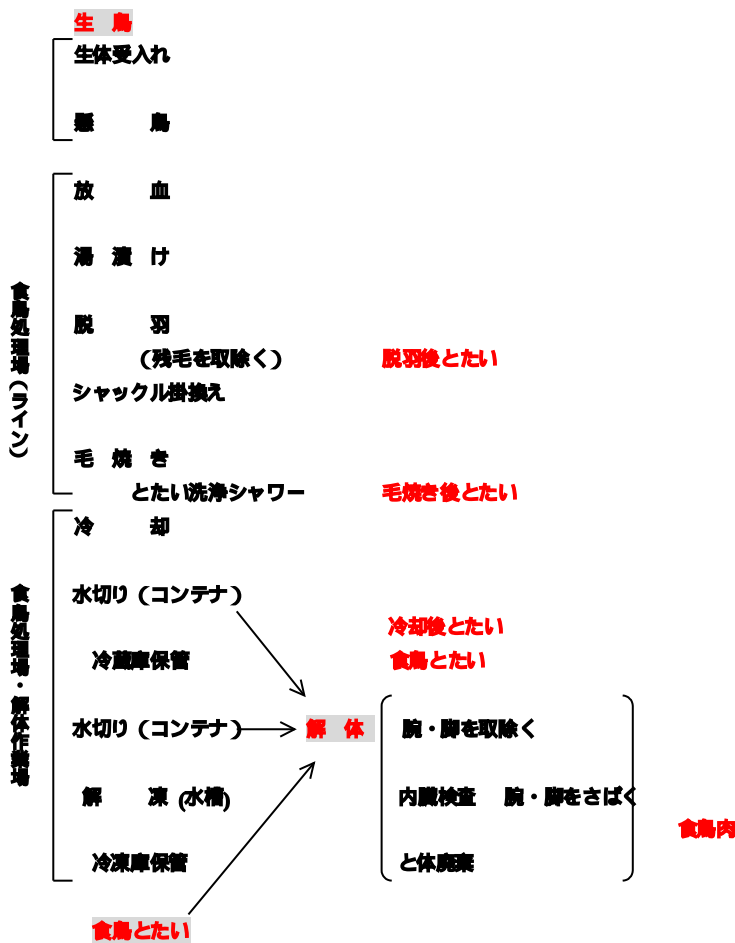 生　鳥
生体受入れ
懸　　　鳥
放　　　血
湯　漬　け
脱　　　羽
（残毛を取除く）
脱羽後とたい
シャックル掛換え
毛　焼　き
とたい洗浄シャワー
毛焼き後とたい
食鳥処理場（ライン）
冷　　　却
水切り（コンテナ）
冷却後とたい
冷蔵庫保管
食鳥とたい
水切り（コンテナ）
解　体
腕・脚を取除く
解　　凍（水槽）
内臓検査　腕・脚をさばく
食鳥肉
冷凍庫保管
と体廃棄
食鳥処理場・解体作業場
食鳥とたい